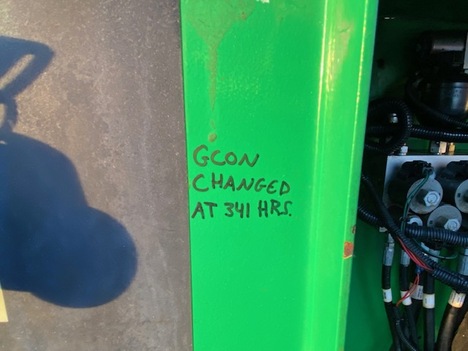 GCON
CHANGED
AT 341 HRS.